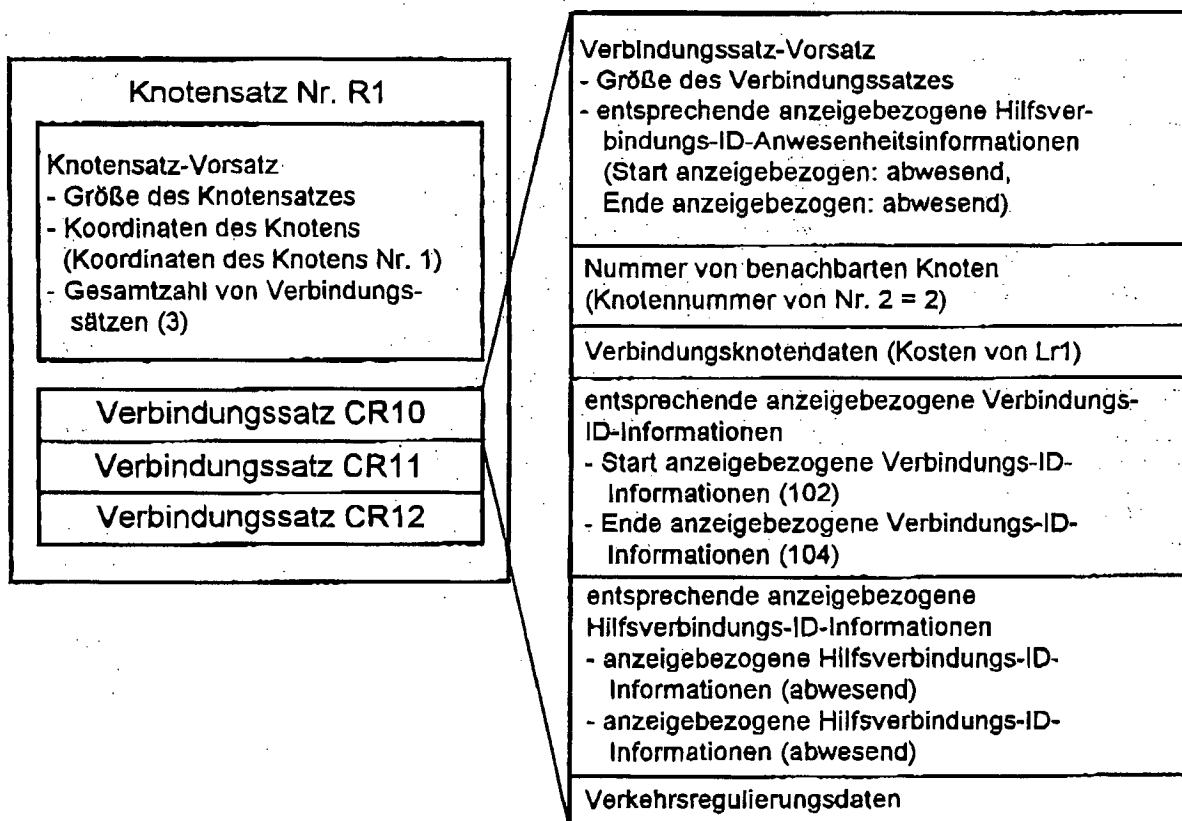 Knotensatz Nr. R1
Knotensatz-Vorsatz
- Größe des Knotensatzes
- Koordinaten des Knotens
(Koordinaten des Knotens Nr. 1)
- Gesamtzahl von Verbindungs-
sätzen (3)
Verbindungssatz CR10
Verbindungssatz CR11
Verbindungssatz CR12
Verbindungssatz-Vorsatz
- Größe des Verbindungssatzes
- entsprechende anzeigebezogene Hilfsver-
bindungs-ID-Anwesenheitsinformationen
(Start anzeigebezogen: abwesend,
Ende anzeigebezogen: abwesend)
Nummer von benachbarten Knoten
(Knotennummer von Nr. 2 = 2)
Verbindungsknotendaten (Kosten von Lr1)
entsprechende anzeigebezogene Verbindungs-
ID-Informationen
- Start anzeigebezogene Verbindungs-ID-
Informationen (102)
- Ende anzeigebezogene Verbindungs-ID-
Informationen (104)
entsprechende anzeigebezogene
Hilfsverbindungs-ID-Informationen
- anzeigebezogene Hilfsverbindungs-ID-
Informationen (abwesend)
- anzeigebezogene Hilfsverbindungs-ID-
Informationen (abwesend)
Verkehrsregulierungsdaten